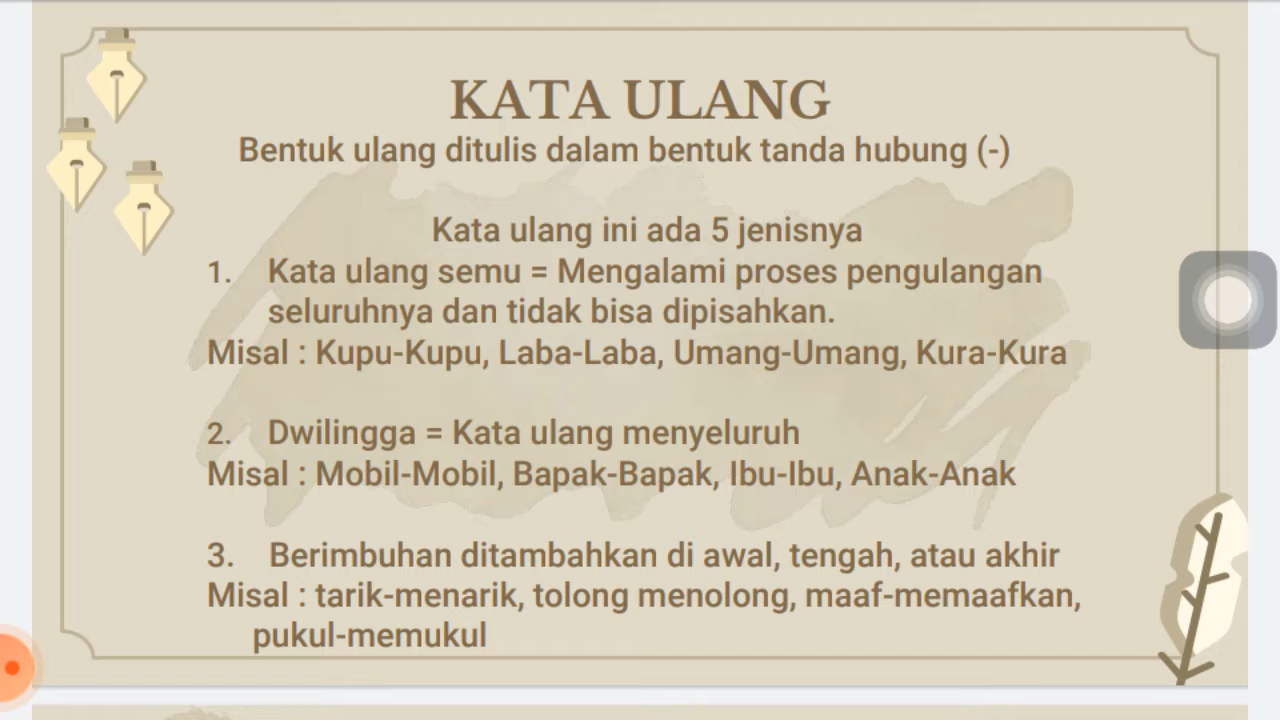 KATA ULANG
Bentuk ulang ditulis dalam bentuk tanda hubung (-)
Kata ulang ini ada 5 jenisnya
1. Kata ulang semu = Mengalami proses pengulangan
seluruhnya dan tidak bisa dipisahkan.
Misal : Kupu-Kupu, Laba-Laba, Umang-Umang, Kura-Kura
2. Dwilingga = Kata ulang menyeluruh
Misal : Mobil-Mobil, Bapak-Bapak, Ibu-Ibu, Anak-Anak
3. Berimbuhan ditambahkan di awal, tengah, atau akhir
Misal : tarik-menarik, tolong menolong, maaf-memaafkan,
pukul-memukul